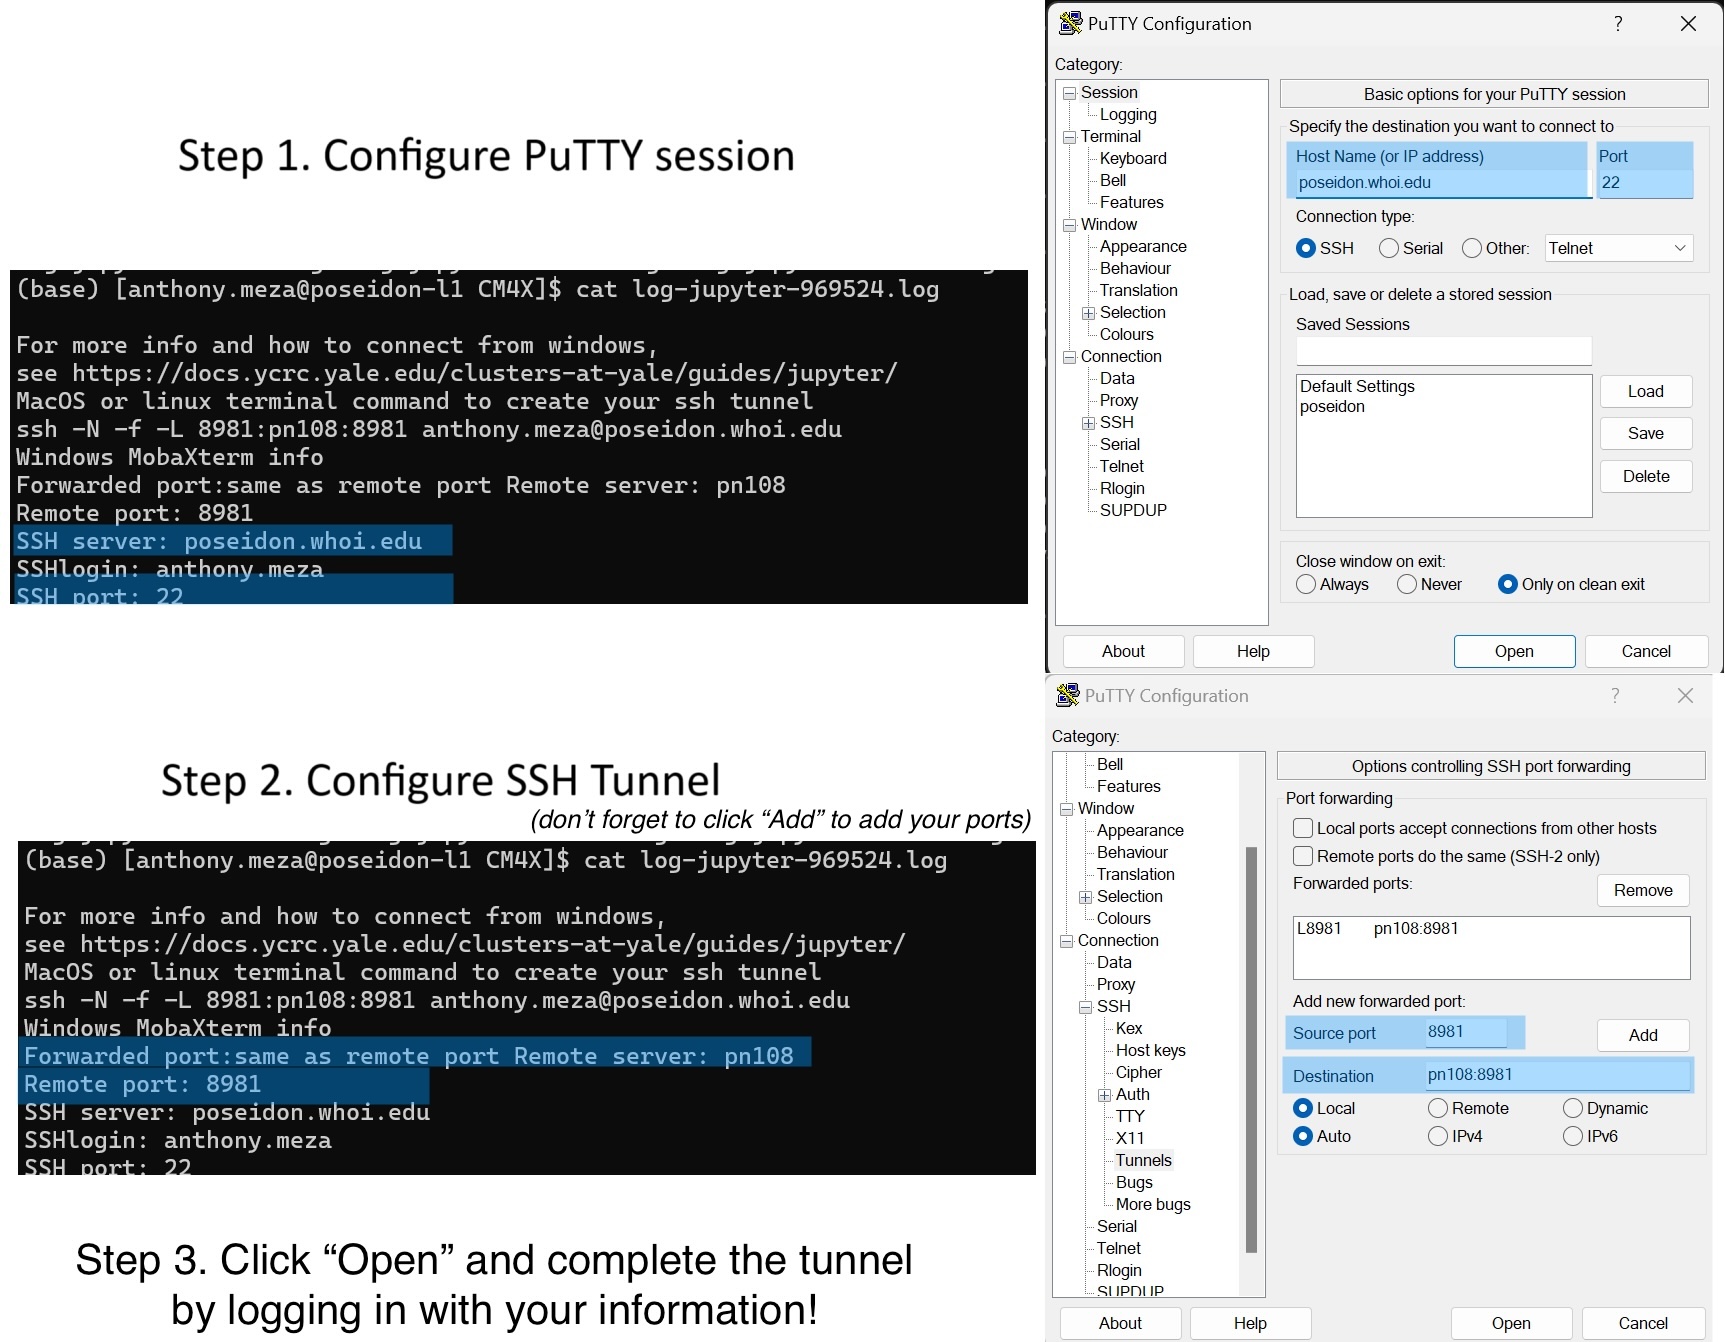 Step 1. Configure PuTTY session
(base) [anthony.meza@poseidon-l1 CM4X]$ cat log-jupyter-969524.log
For more info and how to connect from windows,
see https://docs.ycrc.yale.edu/clusters-at-yale/guides/jupyter/
MacOS or linux terminal command to create your ssh tunnel
ssh -N -f -L 8981:pn108:8981 anthony.meza@poseidon.whoi.edu
Windows MobaXterm info
Forwarded port:same as remote port Remote server: pn108
Remote port: 8981
SSH server: poseidon.whoi.edu
SSHlogin: anthony.meza
SSH port: 22
PuTTY Configuration
?
Category:
Session
Logging
Terminal
Keyboard
Bell
Features
Window
Appearance
Behaviour
Translation
Selection
Colours
Connection
Data
Proxy
SSH
Serial
Telnet
Rlogin
SUPDUP
Basic options for your PuTTY session
Specify the destination you want to connect to
Host Name (or IP address) Port
poseidon.whoi.edu 22
Connection type:
SSH Serial Other: Telnet
Load, save or delete a stored session
Saved Sessions
Default Settings
poseidon
Load
Save
Delete
Close window on exit:
Always Never Only on clean exit
About Help Open Cancel
Step 2. Configure SSH Tunnel
(don’t forget to click “Add” to add your ports)
(base) [anthony.meza@poseidon-l1 CM4X]$ cat log-jupyter-969524.log
For more info and how to connect from windows,
see https://docs.ycrc.yale.edu/clusters-at-yale/guides/jupyter/
MacOS or linux terminal command to create your ssh tunnel
ssh -N -f -L 8981:pn108:8981 anthony.meza@poseidon.whoi.edu
Windows MobaXterm info
Forwarded port:same as remote port Remote server: pn108
Remote port: 8981
SSH server: poseidon.whoi.edu
SSHlogin: anthony.meza
SSH port: 22
PuTTY Configuration
?
Category:
Bell
Features
Window
Appearance
Behaviour
Translation
Selection
Colours
Connection
Data
Proxy
SSH
Kex
Host keys
Cipher
Auth
TTY
X11
Tunnels
Bugs
More bugs
Serial
Telnet
Rlogin
SUPDUP
Options controlling SSH port forwarding
Port forwarding
Local ports accept connections from other hosts
Remote ports do the same (SSH-2 only)
Forwarded ports: Remove
L8981 pn108:8981
Add new forwarded port:
Source port 8981 Add
Destination pn108:8981
Local Remote Dynamic
Auto IPv4 IPv6
About Help Open Cancel
Step 3. Click “Open” and complete the tunnel
by logging in with your information!